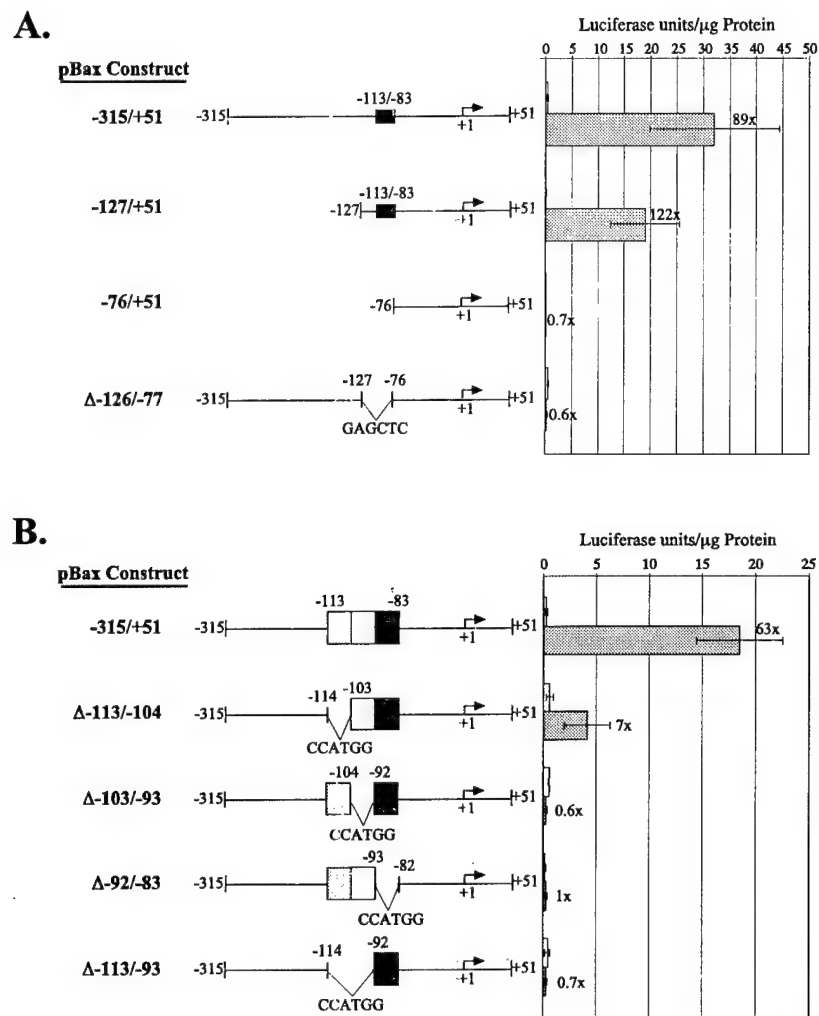 A.
Luciferase units/µg Protein
pBax Construct
0 5 10 15 20 25 30 35 40 45 50
-315/+51
-315
-113/-83
+1
+51
89x
-127/+51
-127
-113/-83
+1
+51
122x
-76/+51
-76
+1
+51
0.7x
Δ-126/-77
-315
-127 -76
+1
+51
0.6x
GAGCTC
B.
Luciferase units/µg Protein
pBax Construct
0 5 10 15 20 25
-315/+51
-315
-113 -83
+1
+51
63x
Δ-113/-104
-315
-114 -103
+1
+51
7x
CCATGG
Δ-103/-93
-315
-104 -92
+1
+51
0.6x
CCATGG
Δ-92/-83
-315
-93 -82
+1
+51
1x
CCATGG
Δ-113/-93
-315
-114 -92
+1
+51
0.7x
CCATGG